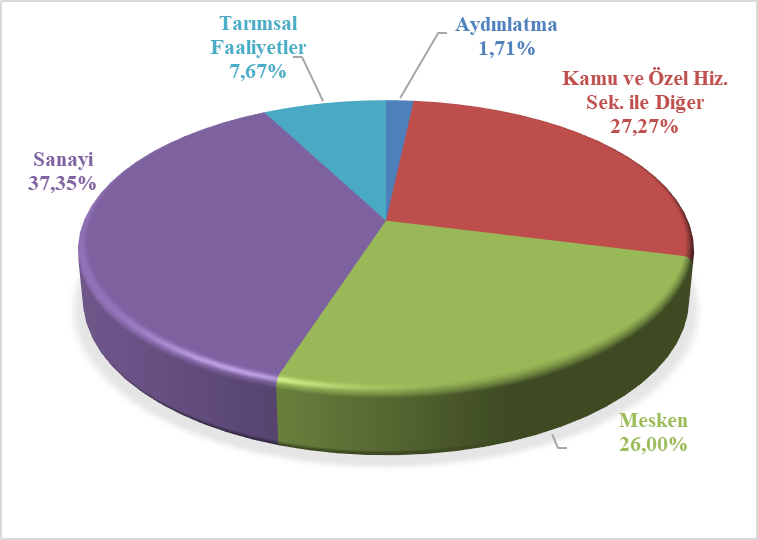 Tarımsal
Faaliyetler
7,67%
Aydınlatma
1,71%
Kamu ve Özel Hiz.
Sek. ile Diğer
27,27%
Sanayi
37,35%
Mesken
26,00%